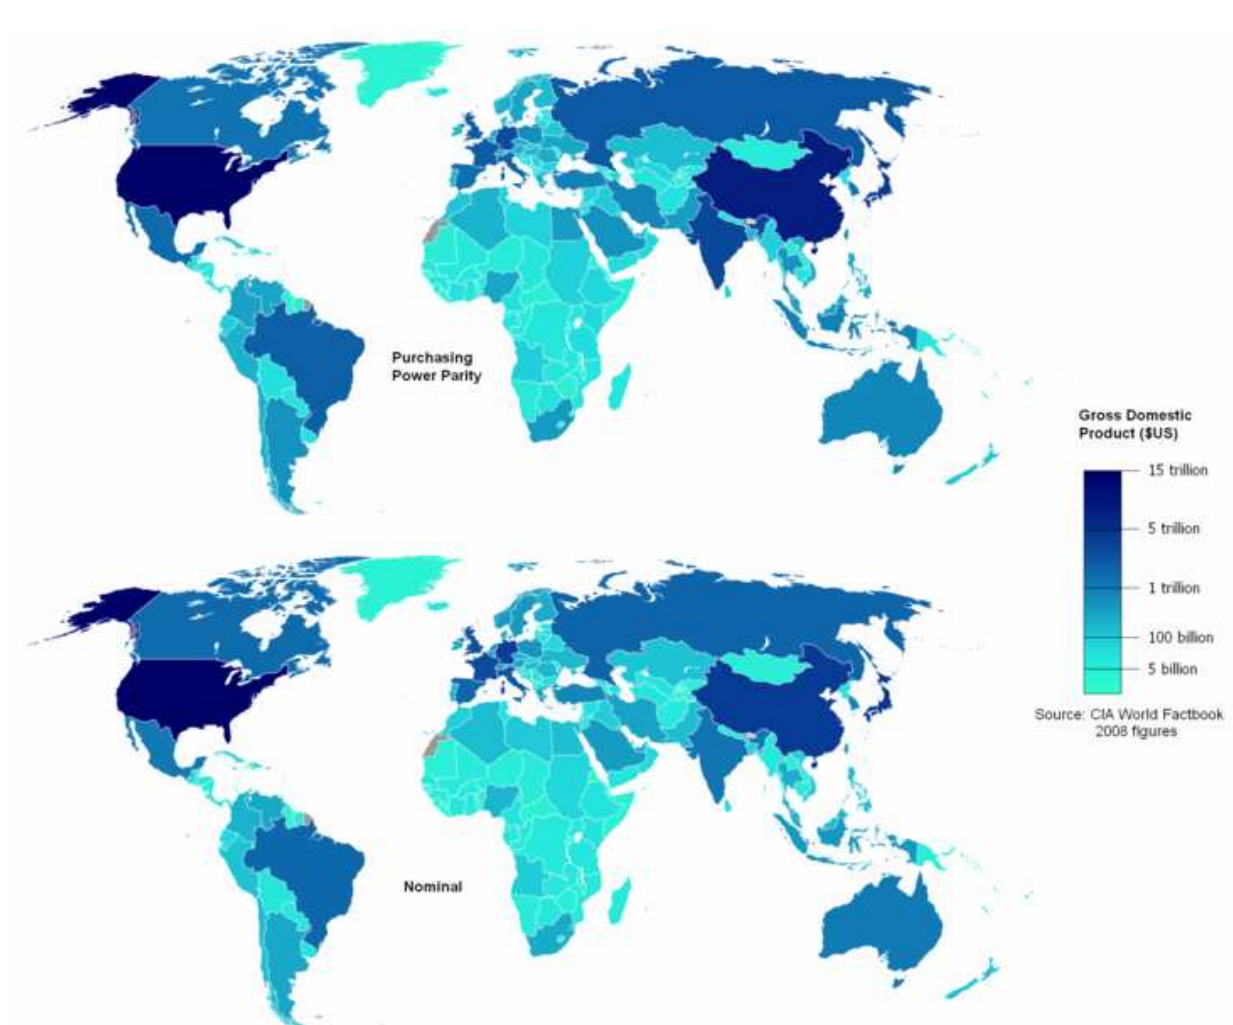 Purchasing
Power Parity
Gross Domestic
Product ($US)
15 trillion
5 trillion
1 trillion
100 billion
5 billion
Source: CIA World Factbook
2008 figures
Nominal